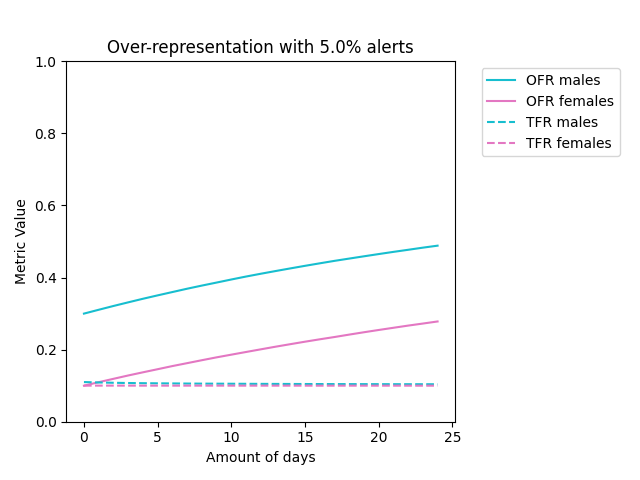 Over-representation with 5.0% alerts
1.0
0.8
0.6
0.4
0.2
0.0
Metric Value
0 5 10 15 20 25
Amount of days
OFR males
OFR females
TFR males
TFR females